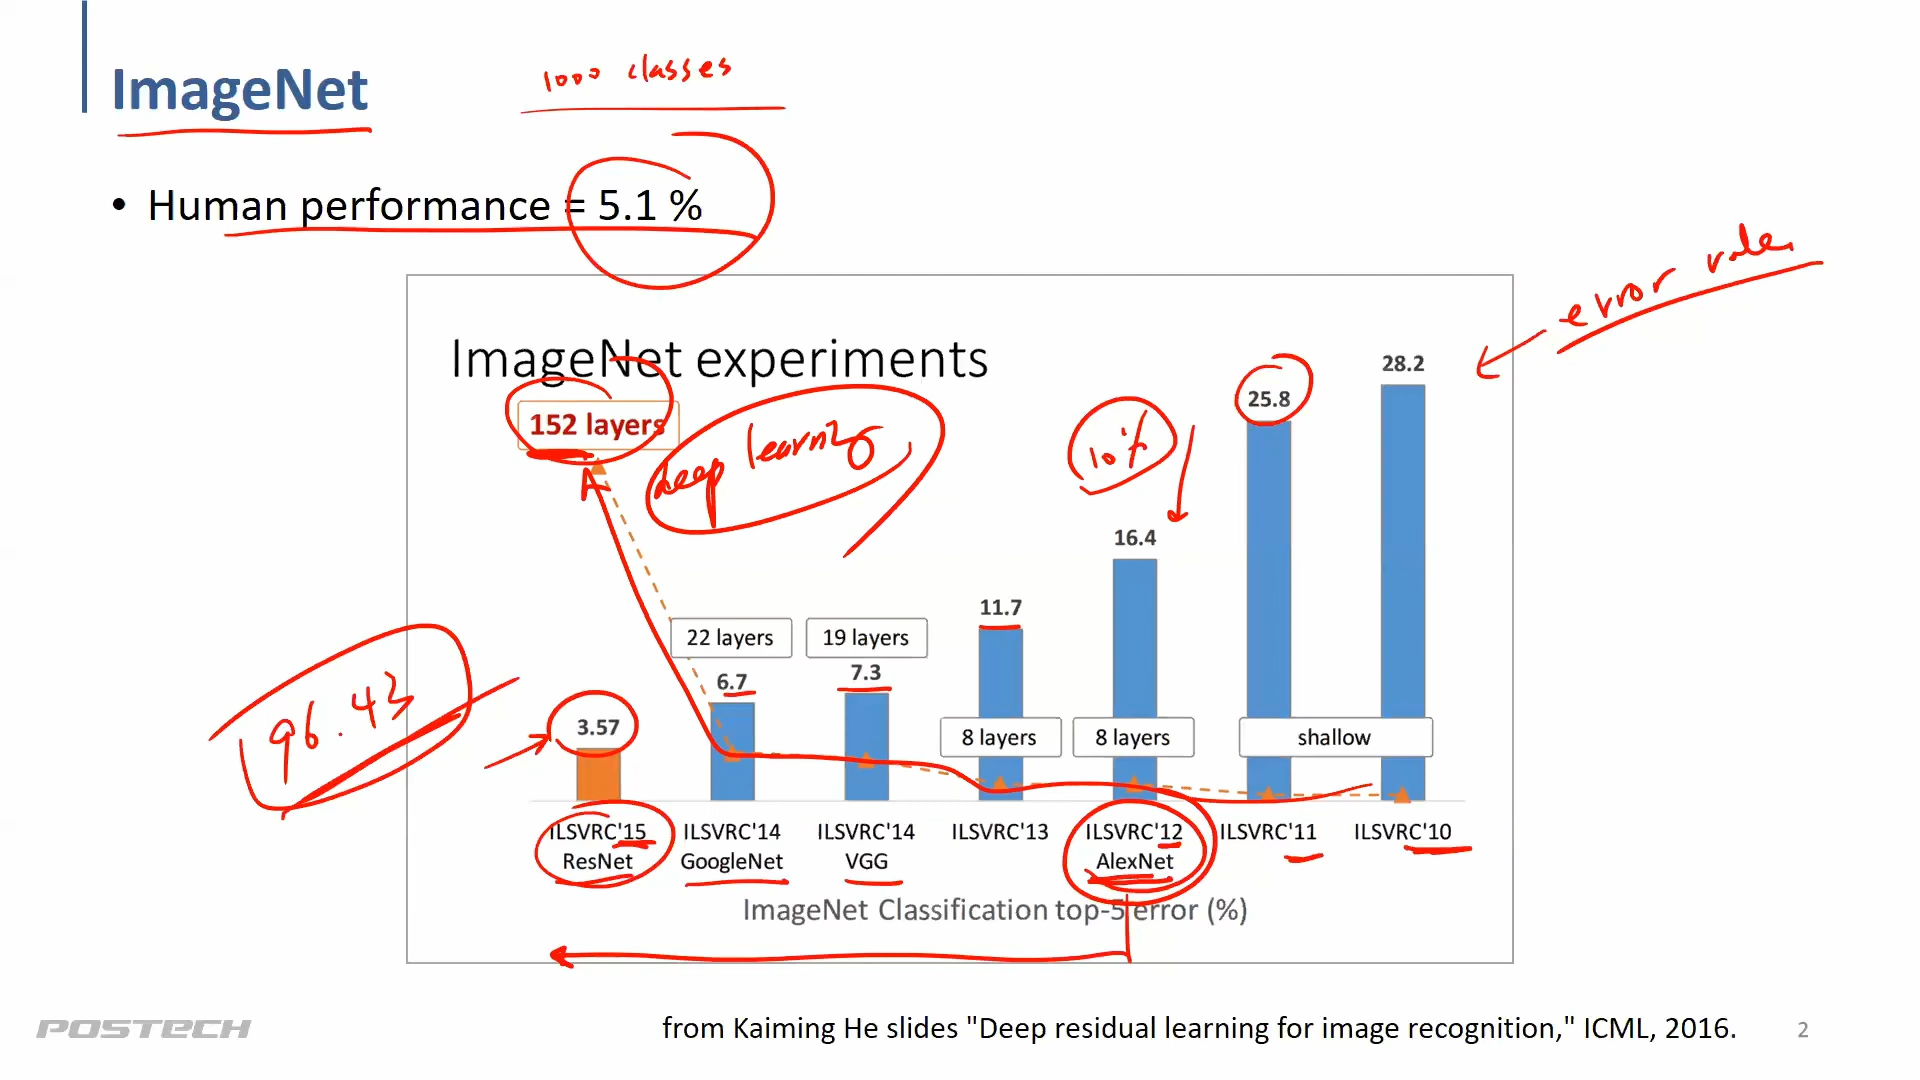 ImageNet
1000 classes
• Human performance = 5.1 %
error rate
ImageNet experiments
152 layers
deep learning
10%
28.2
25.8
16.4
11.7
22 layers
19 layers
6.7
7.3
3.57
96.43
8 layers
8 layers
shallow
ILSVRC'15
ResNet
ILSVRC'14
GoogleNet
ILSVRC'14
VGG
ILSVRC'13
ILSVRC'12
AlexNet
ILSVRC'11
ILSVRC'10
ImageNet Classification top-5 error (%)
POSTECH
from Kaiming He slides "Deep residual learning for image recognition," ICML, 2016.
2